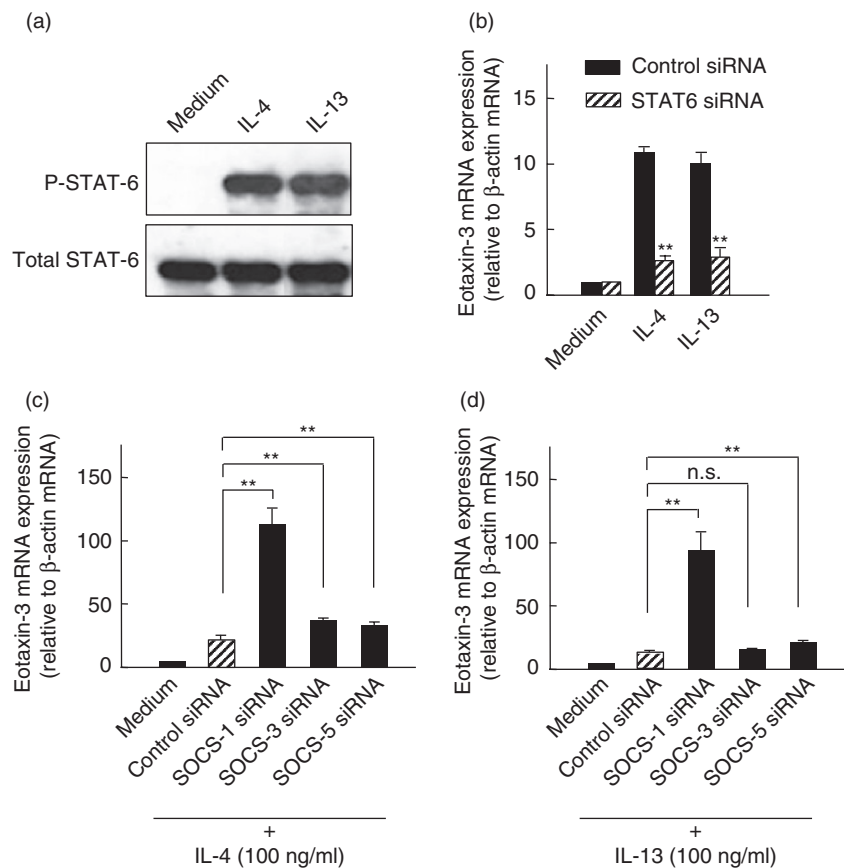 (a)
Medium
IL-4
IL-13
P-STAT-6
Total STAT-6
(b)
Control siRNA
STAT6 siRNA
Eotaxin-3 mRNA expression
(relative to β-actin mRNA)
15
10
5
0
**
**
Medium
IL-4
IL-13
(c)
Eotaxin-3 mRNA expression
(relative to β-actin mRNA)
150
100
50
0
**
**
**
Medium
Control siRNA
SOCS-1 siRNA
SOCS-3 siRNA
SOCS-5 siRNA
+
IL-4 (100 ng/ml)
(d)
Eotaxin-3 mRNA expression
(relative to β-actin mRNA)
150
100
50
0
**
n.s.
**
Medium
Control siRNA
SOCS-1 siRNA
SOCS-3 siRNA
SOCS-5 siRNA
+
IL-13 (100 ng/ml)